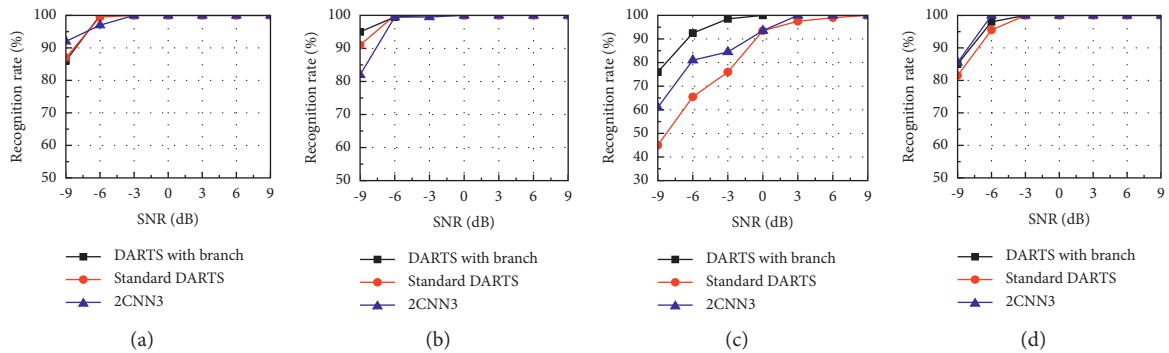 Recognition rate (%)
100
90
80
70
60
50
-9 -6 -3 0 3 6 9
SNR (dB)
DARTS with branch
Standard DARTS
2CNN3
(a)
Recognition rate (%)
100
90
80
70
60
50
-9 -6 -3 0 3 6 9
SNR (dB)
DARTS with branch
Standard DARTS
2CNN3
(b)
Recognition rate (%)
100
90
80
70
60
50
40
30
-9 -6 -3 0 3 6 9
SNR (dB)
DARTS with branch
Standard DARTS
2CNN3
(c)
Recognition rate (%)
100
90
80
70
60
50
-9 -6 -3 0 3 6 9
SNR (dB)
DARTS with branch
Standard DARTS
2CNN3
(d)